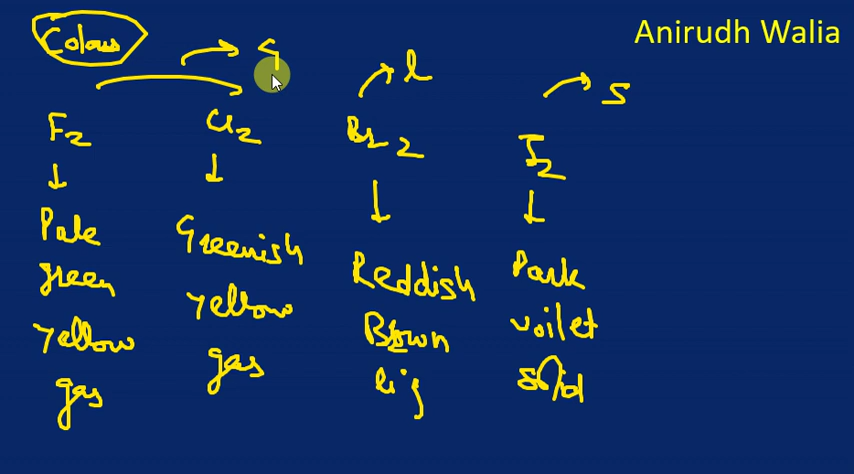 Anirudh Walia
Colour
g
l
s
F2
Cl2
Br2
I2
Pale
green
yellow
gas
Greenish
yellow
gas
Reddish
Brown
liq
Dark
voilet
solid